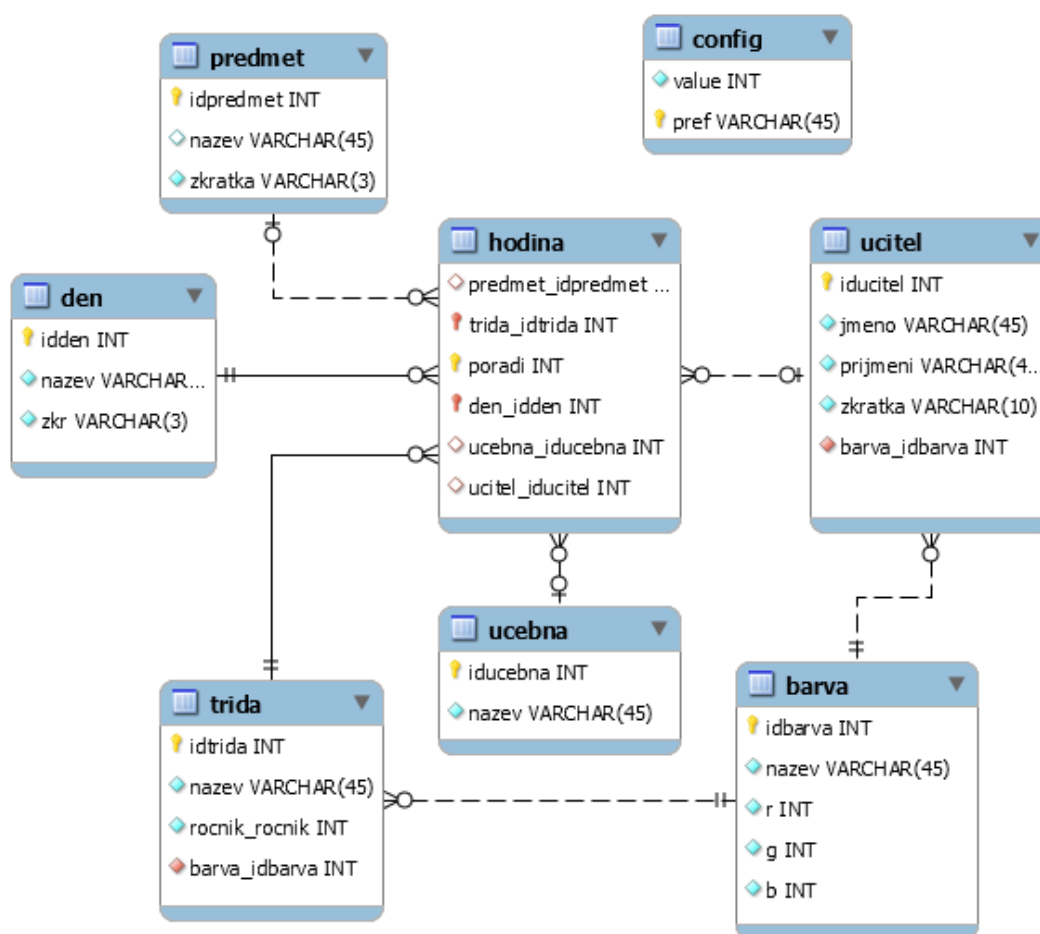 predmet
idpredmet INT
nazev VARCHAR(45)
zkratka VARCHAR(3)
config
value INT
pref VARCHAR(45)
den
idden INT
nazev VARCHAR...
zkr VARCHAR(3)
hodina
predmet_idpredmet ...
trida_idtrida INT
poradi INT
den_idden INT
ucebna_iducebna INT
ucitel_iducitel INT
ucitel
iducitel INT
jmeno VARCHAR(45)
prijmeni VARCHAR(4...
zkratka VARCHAR(10)
barva_idbarva INT
ucebna
iducebna INT
nazev VARCHAR(45)
trida
idtrida INT
nazev VARCHAR(45)
rocnik_rocnik INT
barva_idbarva INT
barva
idbarva INT
nazev VARCHAR(45)
r INT
g INT
b INT